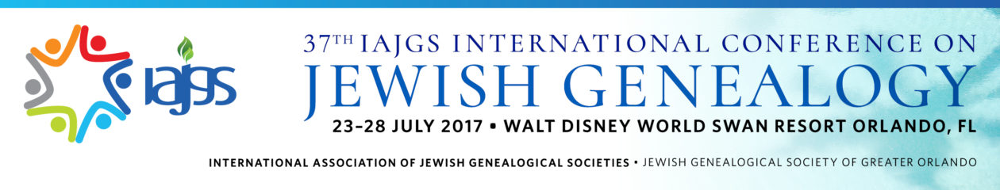 iajgs
37TH IAJGS INTERNATIONAL CONFERENCE ON
JEWISH GENEALOGY
23–28 JULY 2017 • WALT DISNEY WORLD SWAN RESORT ORLANDO, FL
INTERNATIONAL ASSOCIATION OF JEWISH GENEALOGICAL SOCIETIES • JEWISH GENEALOGICAL SOCIETY OF GREATER ORLANDO